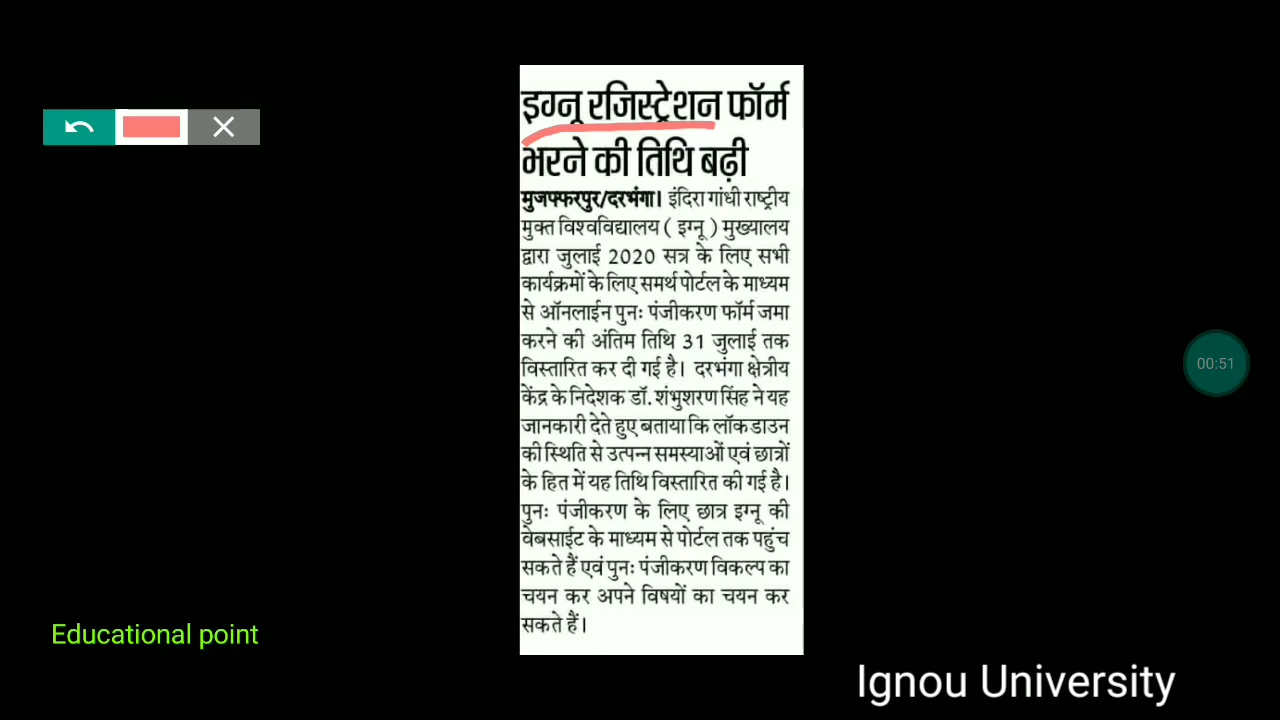 इग्नू रजिस्ट्रेशन फॉर्म
भरने की तिथि बढ़ी
मुजफ्फरपुर/दरभंगा। इंदिरा गांधी राष्ट्रीय
मुक्त विश्वविद्यालय ( इग्नू ) मुख्यालय
द्वारा जुलाई 2020 सत्र के लिए सभी
कार्यक्रमों के लिए समर्थ पोर्टल के माध्यम
से ऑनलाईन पुनः पंजीकरण फॉर्म जमा
करने की अंतिम तिथि 31 जुलाई तक
विस्तारित कर दी गई है। दरभंगा क्षेत्रीय
केंद्र के निदेशक डॉ. शंभुशरण सिंह ने यह
जानकारी देते हुए बताया कि लॉकडाउन
की स्थिति से उत्पन्न समस्याओं एवं छात्रों
के हित में यह तिथि विस्तारित की गई है।
पुनः पंजीकरण के लिए छात्र इग्नू की
वेबसाईट के माध्यम से पोर्टल तक पहुंच
सकते हैं एवं पुनः पंजीकरण विकल्प का
चयन कर अपने विषयों का चयन कर
सकते हैं।
00:51
Educational point
Ignou University